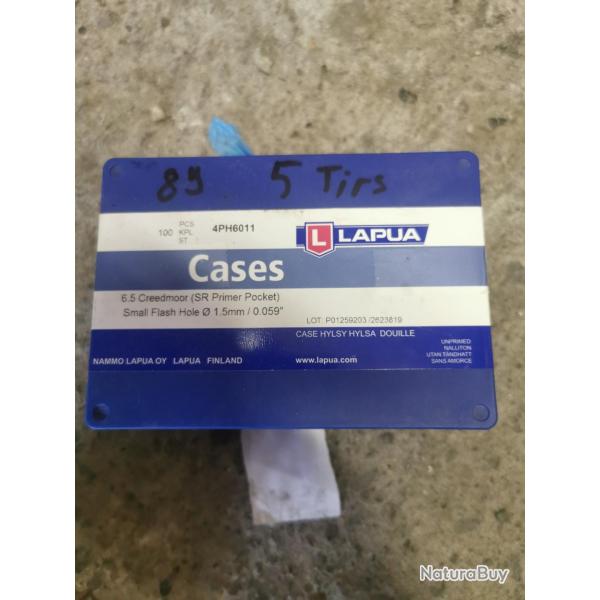 89 5 Tirs
100 PCS KPL ST 4PH6011
L LAPUA
Cases
6.5 Creedmoor (SR Primer Pocket)
Small Flash Hole Ø 1.5mm / 0.059"
LOT: P01259203 /2623819
CASE HYLSY HYLSA DOUILLE
NAMMO LAPUA OY LAPUA FINLAND
www.lapua.com
UNPRIMED
NALLITON
UTAN TÄNDHATT
SANS AMORCE
NaturaBuy